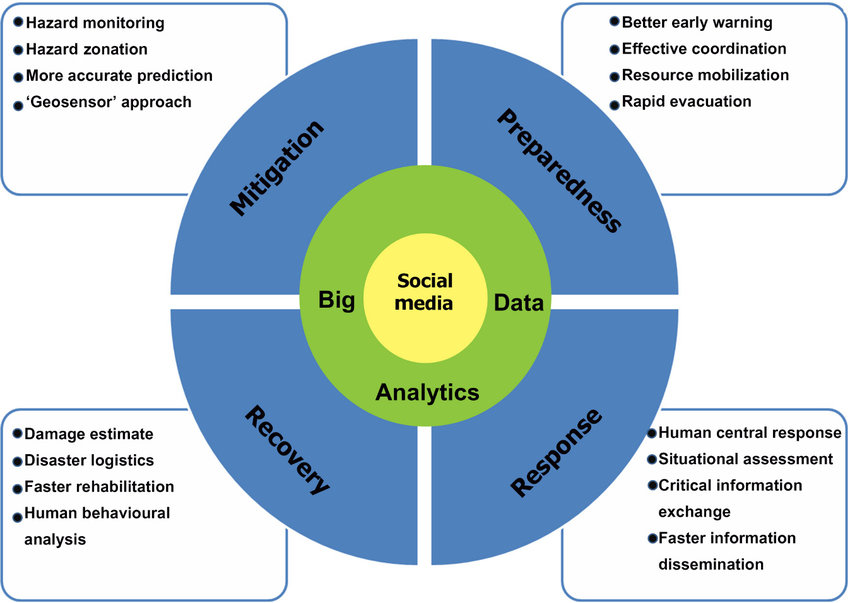 Hazard monitoring
Hazard zonation
More accurate prediction
‘Geosensor’ approach
Better early warning
Effective coordination
Resource mobilization
Rapid evacuation
Mitigation
Preparedness
Social
media
Big
Data
Analytics
Recovery
Response
Damage estimate
Disaster logistics
Faster rehabilitation
Human behavioural
analysis
Human central response
Situational assessment
Critical information
exchange
Faster information
dissemination